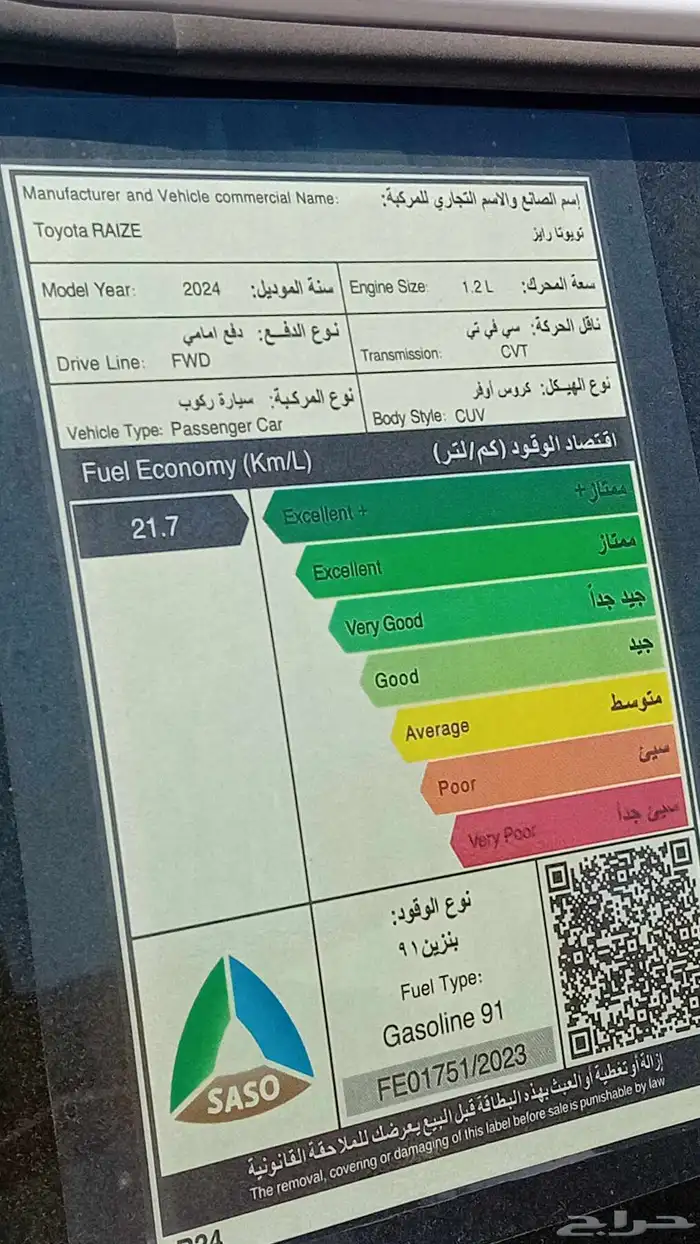 Manufacturer and Vehicle commercial Name: إسم الصانع والاسم التجاري للمركبة:
Toyota RAIZE تويوتا رايز
Model Year: 2024 سنة الموديل: Engine Size: 1.2 L سعة المحرك:
نوع الدفع: دفع امامي
Drive Line: FWD
ناقل الحركة: سي في تي
Transmission: CVT
نوع المركبة: سيارة ركوب
Vehicle Type: Passenger Car
نوع الهيكل: كروس أوفر
Body Style: CUV
Fuel Economy (Km/L) اقتصاد الوقود (كم/لتر)
21.7
Excellent + ممتاز+
Excellent ممتاز
Very Good جيد جداً
Good جيد
Average متوسط
Poor سيئ
Very Poor سيئ جداً
نوع الوقود:
بنزين ٩١
Fuel Type:
Gasoline 91
FE01751/2023
SASO
إزالة أو تغطية أو العبث بهذه البطاقة قبل البيع يعرضك للملاحقة القانونية
The removal, covering or damaging of this label before sale is punishable by law
حراج